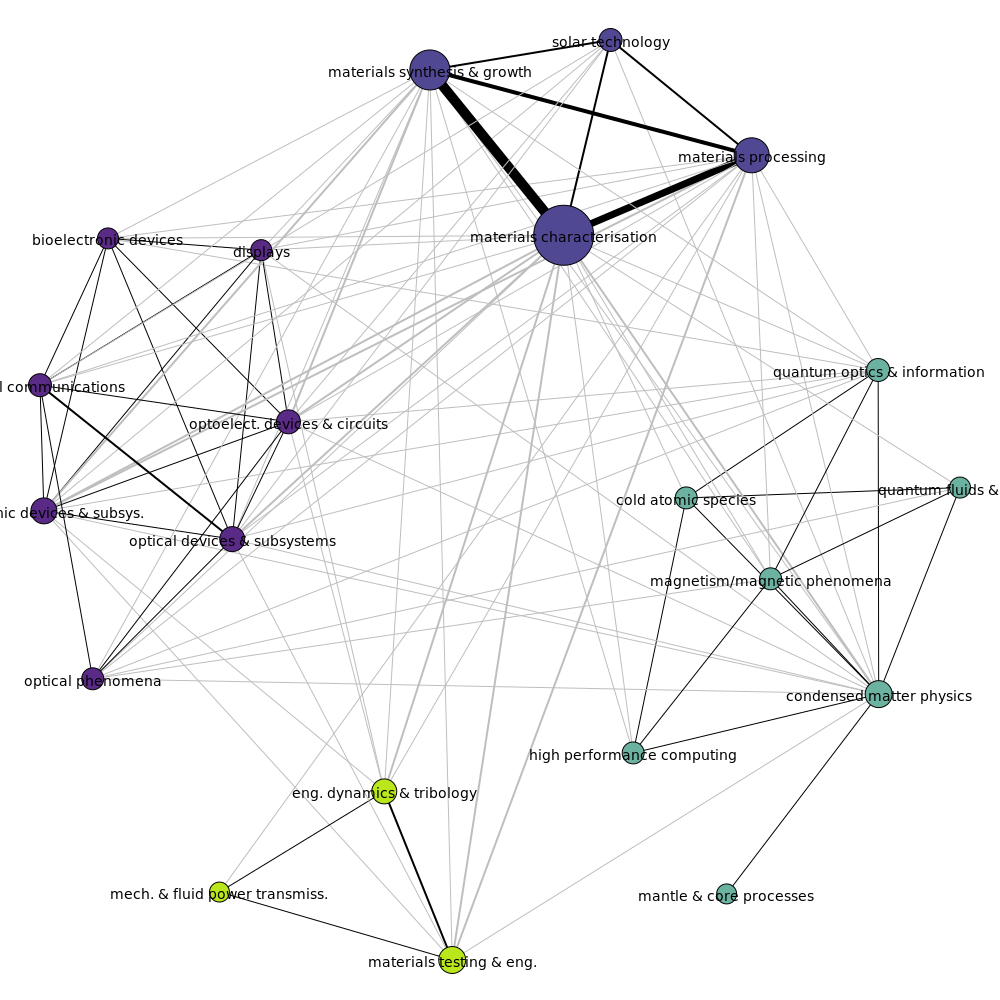 solar technology
materials synthesis & growth
materials processing
materials characterisation
bioelectronic devices
displays
quantum optics & information
l communications
optoelect. devices & circuits
quantum fluids &
cold atomic species
nic devices & subsys.
optical devices & subsystems
magnetism/magnetic phenomena
optical phenomena
condensed matter physics
high performance computing
eng. dynamics & tribology
mech. & fluid power transmiss.
mantle & core processes
materials testing & eng.